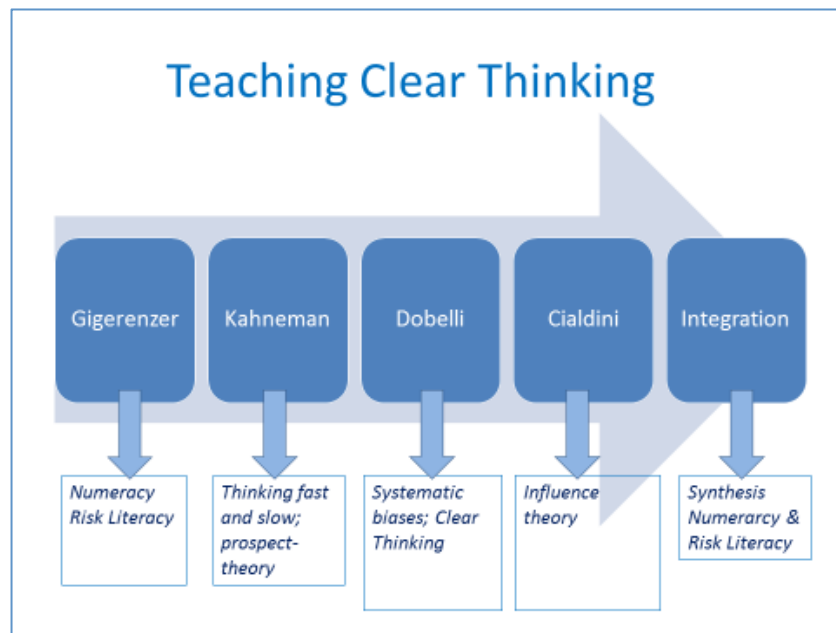 Teaching Clear Thinking
Gigerenzer
Kahneman
Dobelli
Cialdini
Integration
Numeracy
Risk Literacy
Thinking fast
and slow;
prospect-
theory
Systematic
biases; Clear
Thinking
Influence
theory
Synthesis
Numerarcy &
Risk Literacy